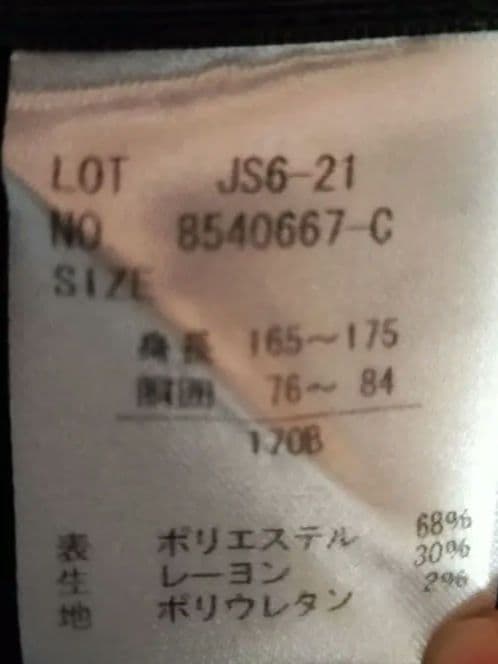 LOT JS6-21
NO 8540667-C
SIZE
身長 165〜175
胴囲 76〜 84
170B
表生地 ポリエステル 68%
レーヨン 30%
ポリウレタン 2%